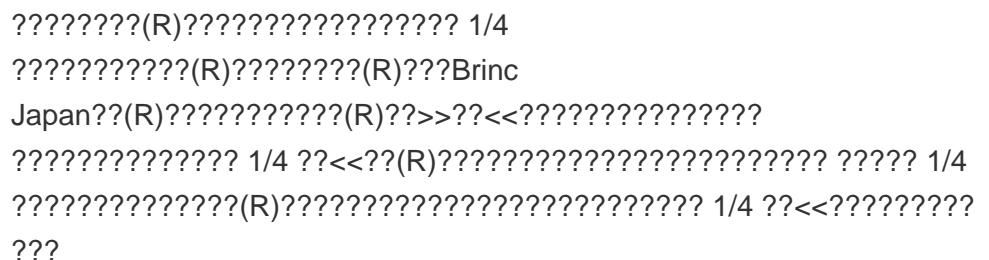 ????????(R)????????????????? 1/4
???????????(R)????????(R)???Brinc
Japan??(R)???????????(R)??>>??<<???????????????
?????????????? 1/4 ??<<??(R)???????????????????????? ????? 1/4
??????????????(R)?????????????????????????? 1/4 ??<<?????????
???